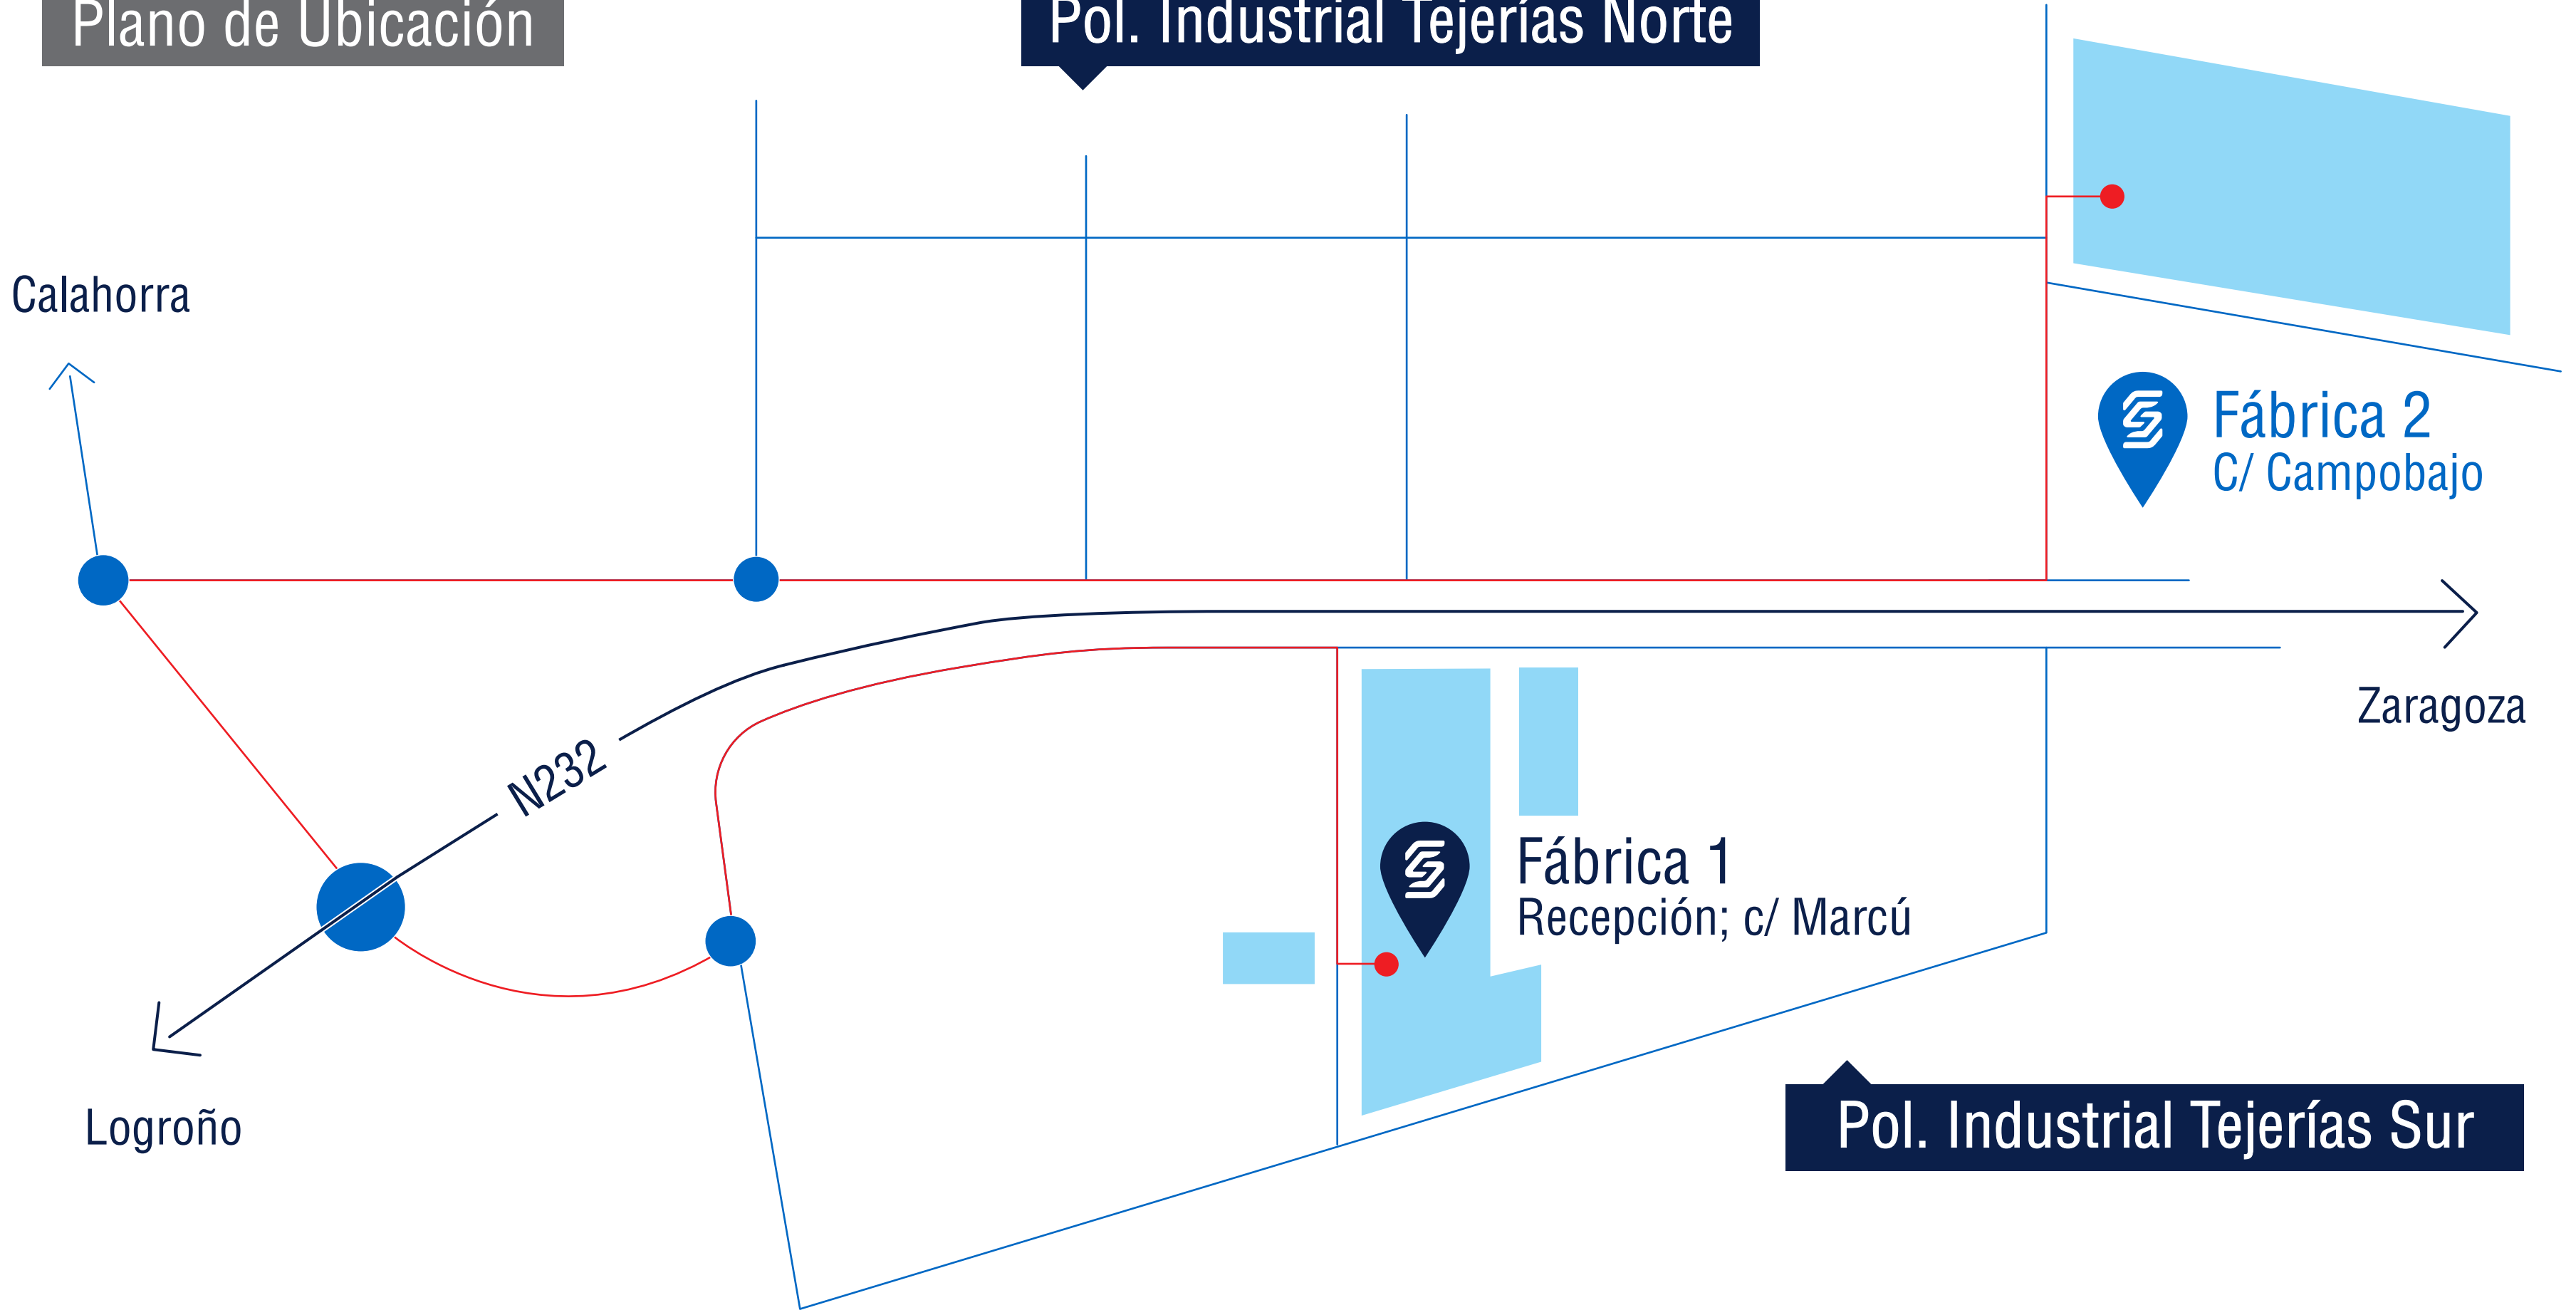 Plano de Ubicación
Pol. Industrial Tejerías Norte
Calahorra
Fábrica 2
C/ Campobajo
Zaragoza
N232
Fábrica 1
Recepción; c/ Marcú
Logroño
Pol. Industrial Tejerías Sur